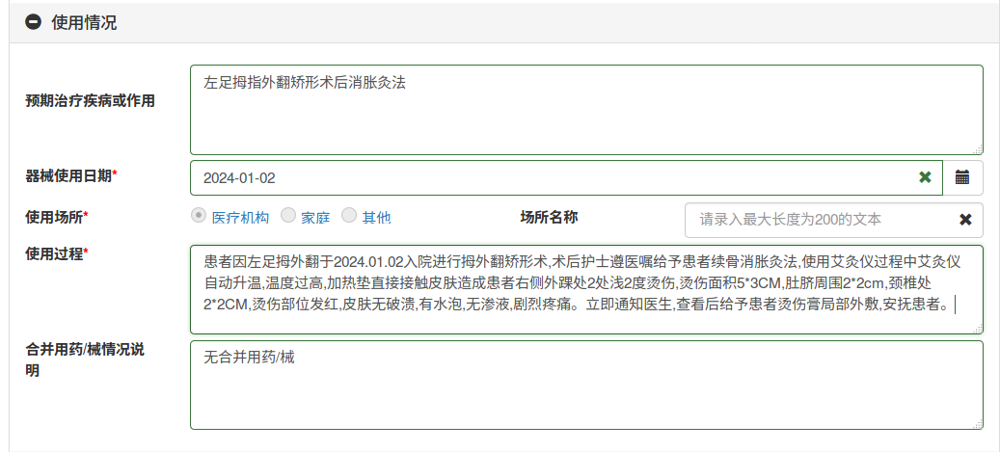 使用情况
预期治疗疾病或作用
左足拇指外翻矫形术后消胀灸法
器械使用日期*
2024-01-02
使用场所*
医疗机构 家庭 其他
场所名称
请录入最大长度为200的文本
使用过程*
患者因左足拇外翻于2024.01.02入院进行拇外翻矫形术,术后护士遵医嘱给予患者续骨消胀灸法,使用艾灸仪过程中艾灸仪
自动升温,温度过高,加热垫直接接触皮肤造成患者右侧外踝处2处浅2度烫伤,烫伤面积5*3CM,肚脐周围2*2cm,颈椎处
2*2CM,烫伤部位发红,皮肤无破溃,有水泡,无渗液,剧烈疼痛。立即通知医生,查看后给予患者烫伤膏局部外敷,安抚患者。
合并用药/械情况说
明
无合并用药/械